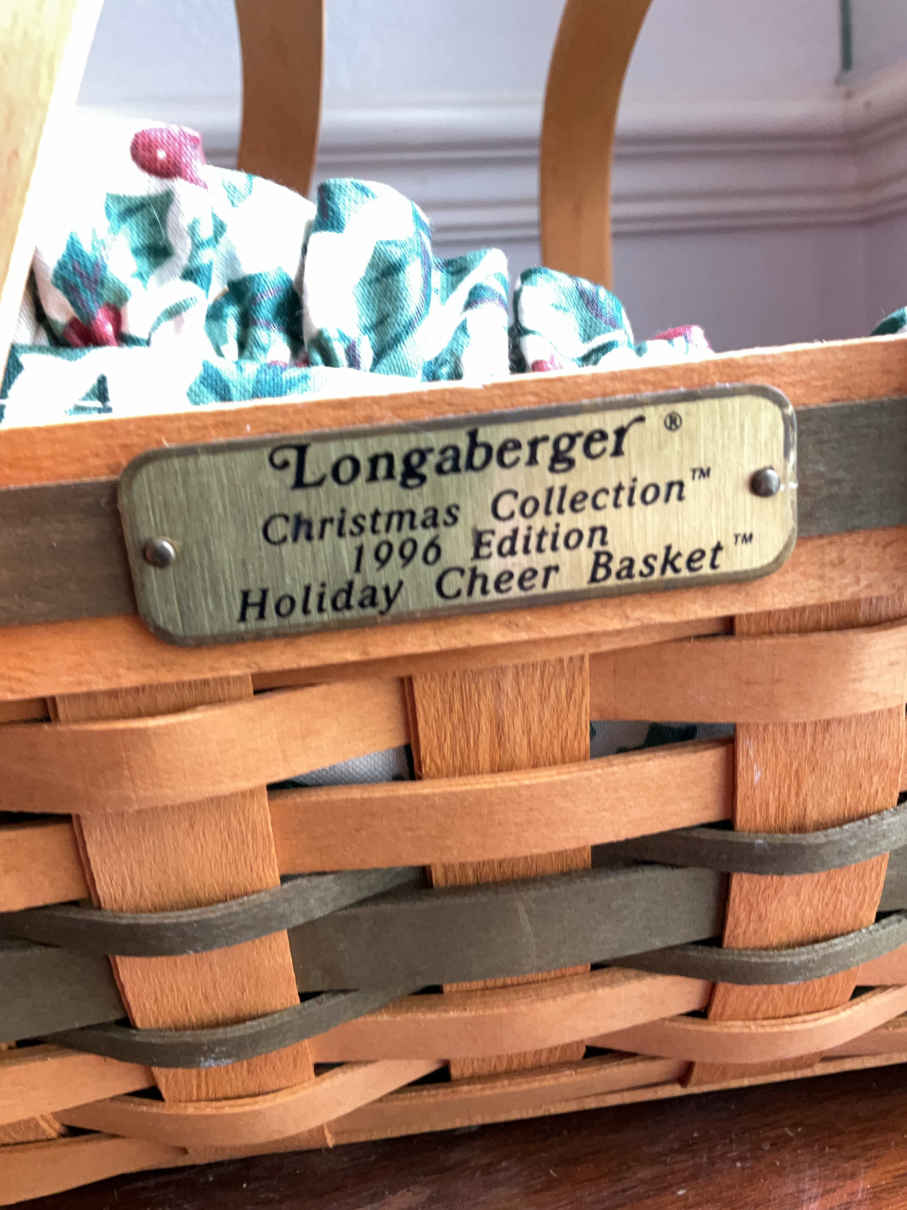 Longaberger ®
Christmas Collection™
1996 Edition
Holiday Cheer Basket™